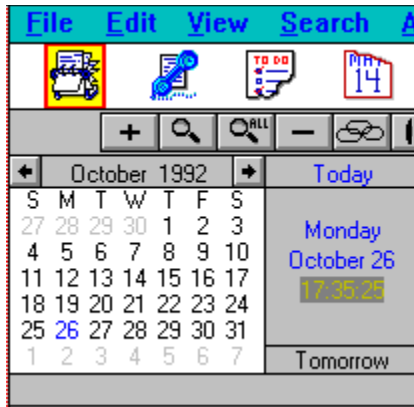 File Edit View Search A
TO DO MAY 14
+ ALL −
October 1992 Today
S M T W T F S
27 28 29 30 1 2 3
4 5 6 7 8 9 10
11 12 13 14 15 16 17
18 19 20 21 22 23 24
25 26 27 28 29 30 31
1 2 3 4 5 6 7
Monday
October 26
17:35:25
Tomorrow